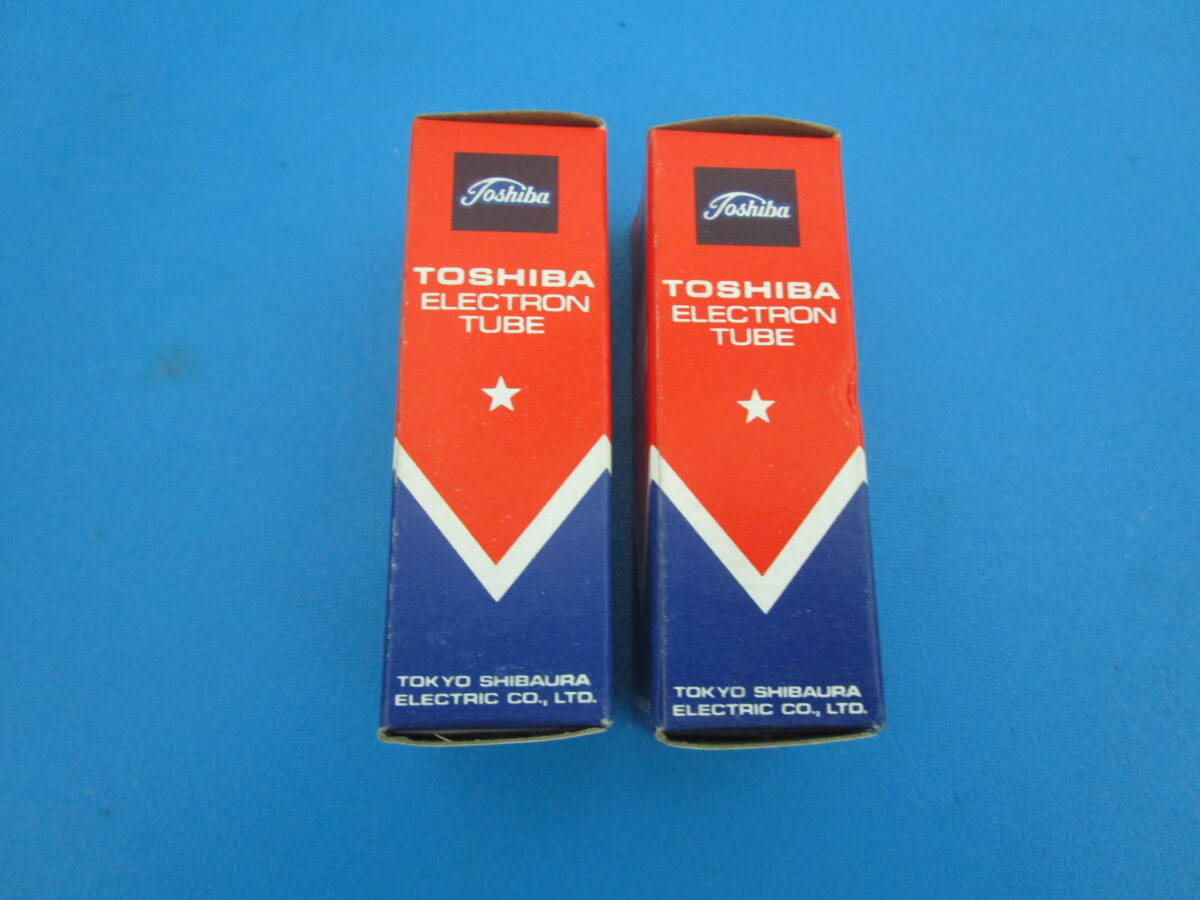 Toshiba
TOSHIBA
ELECTRON
TUBE
TOKYO SHIBAURA
ELECTRIC CO., LTD.
Toshiba
TOSHIBA
ELECTRON
TUBE
TOKYO SHIBAURA
ELECTRIC CO., LTD.